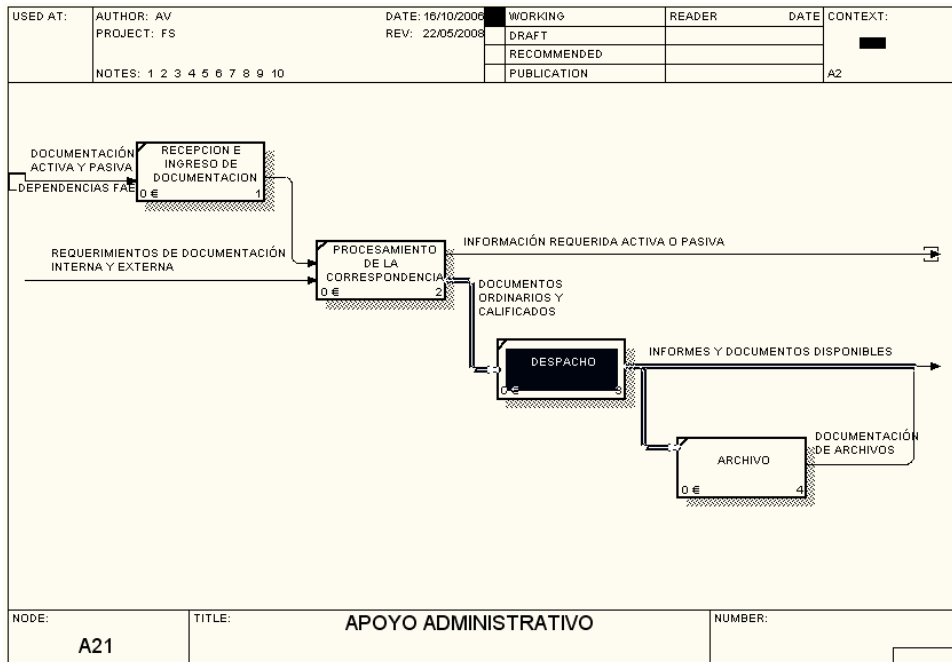 USED AT:
AUTHOR: AV
DATE: 16/10/2006
WORKING
READER
DATE
CONTEXT:
PROJECT: FS
REV: 22/05/2008
DRAFT
RECOMMENDED
NOTES: 1 2 3 4 5 6 7 8 9 10
PUBLICATION
A2
DOCUMENTACIÓN
ACTIVA Y PASIVA
DEPENDENCIAS FAE
RECEPCION E
INGRESO DE
DOCUMENTACION
0 €
1
REQUERIMIENTOS DE DOCUMENTACIÓN
INTERNA Y EXTERNA
PROCESAMIENTO
DE LA
CORRESPONDENCIA
0 €
2
INFORMACIÓN REQUERIDA ACTIVA O PASIVA
DOCUMENTOS
ORDINARIOS Y
CALIFICADOS
DESPACHO
0 €
3
INFORMES Y DOCUMENTOS DISPONIBLES
ARCHIVO
0 €
4
DOCUMENTACIÓN
DE ARCHIVOS
NODE:
A21
TITLE:
APOYO ADMINISTRATIVO
NUMBER: